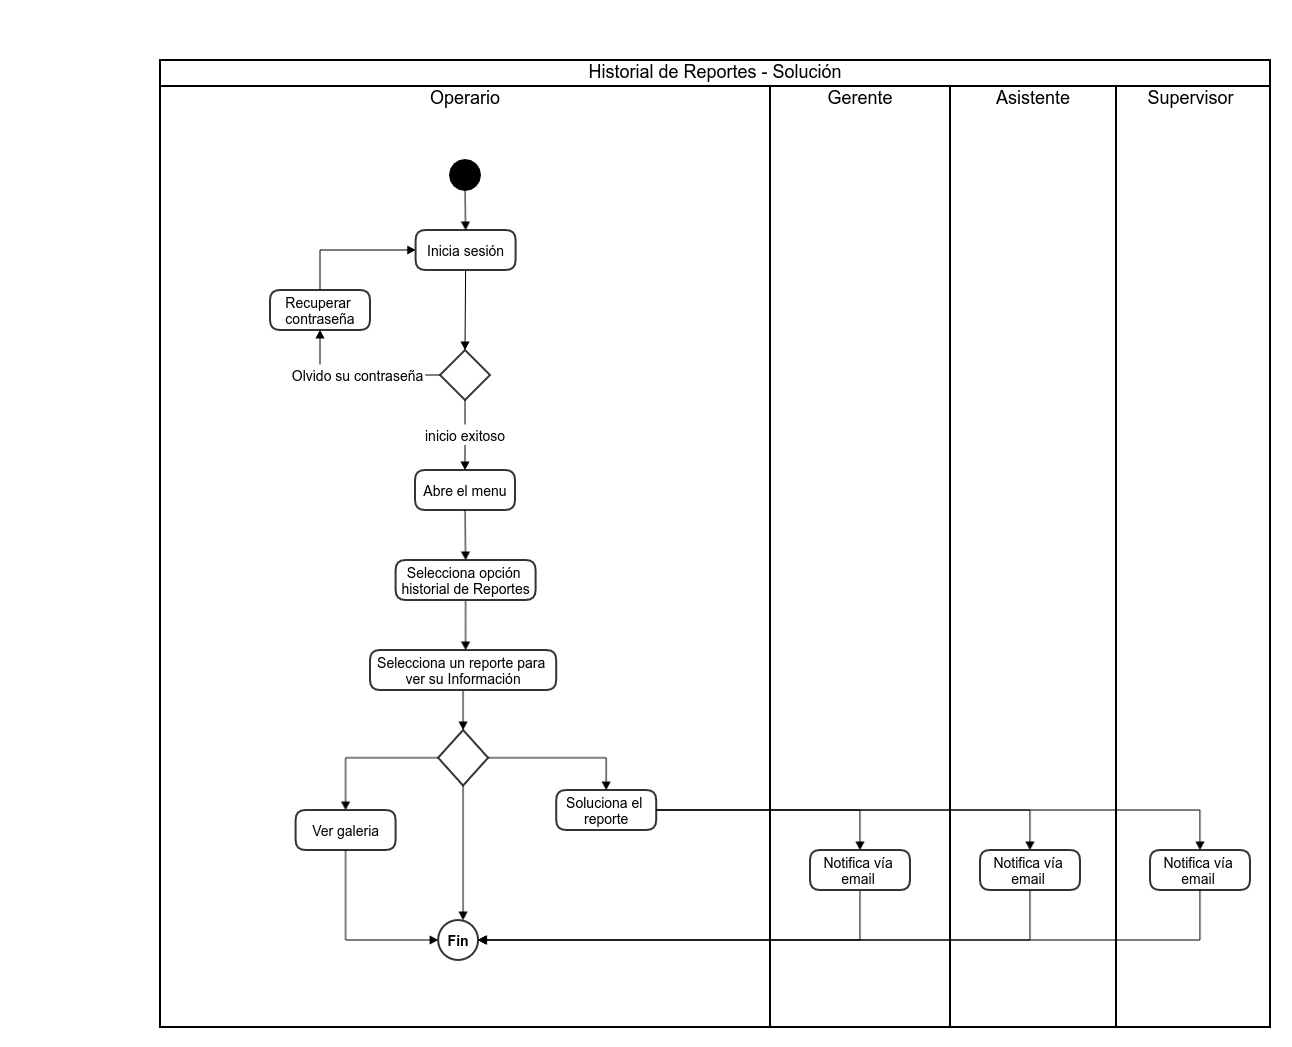 Historial de Reportes - Solución
Operario
Gerente
Asistente
Supervisor
Inicia sesión
Recuperar
contraseña
Olvido su contraseña
inicio exitoso
Abre el menu
Selecciona opción
historial de Reportes
Selecciona un reporte para
ver su Información
Soluciona el
reporte
Ver galeria
Notifica vía
email
Notifica vía
email
Notifica vía
email
Fin